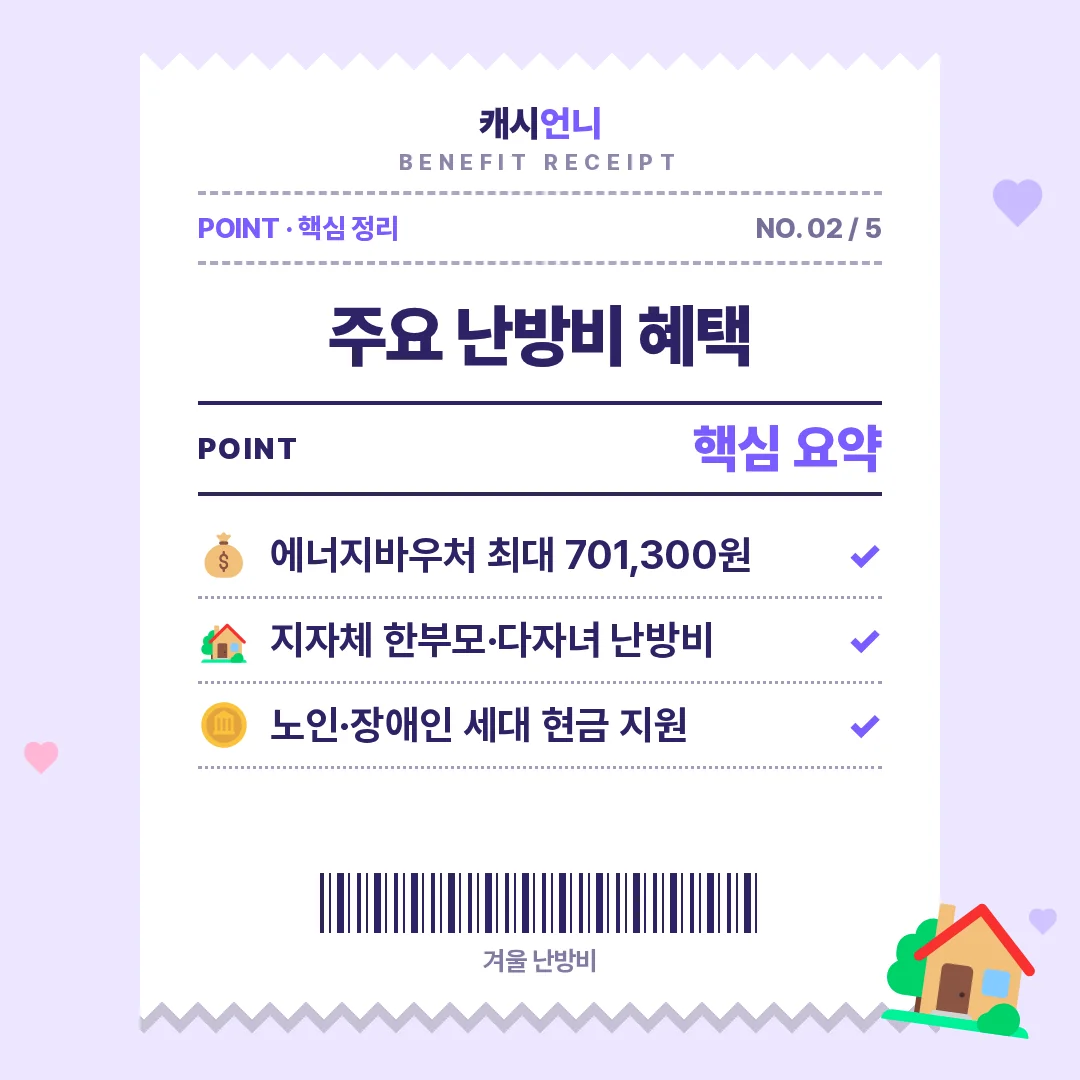 캐시언니
BENEFIT RECEIPT
POINT · 핵심 정리 NO. 02 / 5
주요 난방비 혜택
POINT 핵심 요약
에너지바우처 최대 701,300원
지자체 한부모·다자녀 난방비
노인·장애인 세대 현금 지원
겨울 난방비